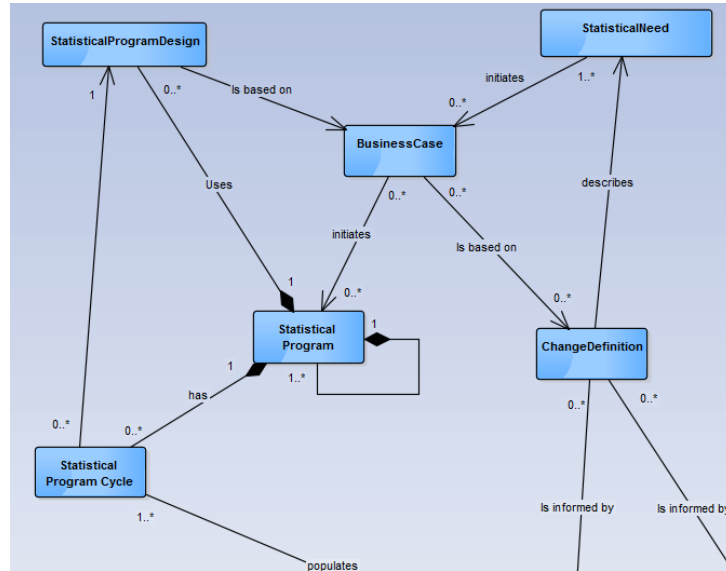 StatisticalProgramDesign
StatisticalNeed
1
0..*
Is based on
initiates
1..*
0..*
0..*
BusinessCase
Uses
0..*
0..*
describes
initiates
Is based on
1
0..*
0..*
Statistical
Program
1
ChangeDefinition
1
1..*
has
0..*
0..*
0..*
0..*
Statistical
Program Cycle
1..*
Is informed by
Is informed by
populates